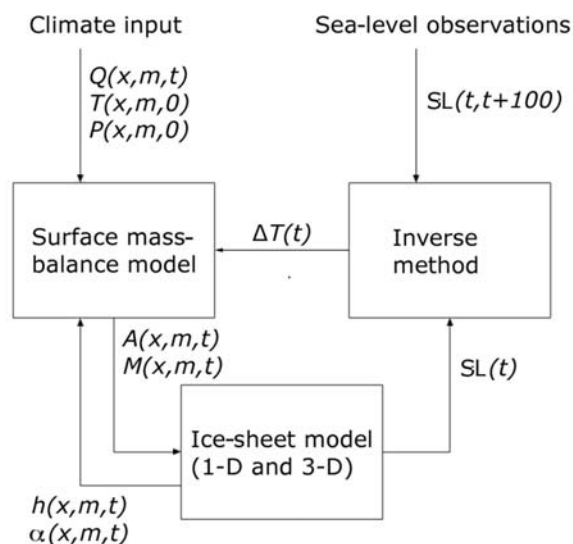 Climate input
Sea-level observations
Q(x,m,t)
T(x,m,0)
P(x,m,0)
SL(t,t+100)
Surface mass-
balance model
ΔT(t)
Inverse
method
A(x,m,t)
M(x,m,t)
SL(t)
Ice-sheet model
(1-D and 3-D)
h(x,m,t)
α(x,m,t)